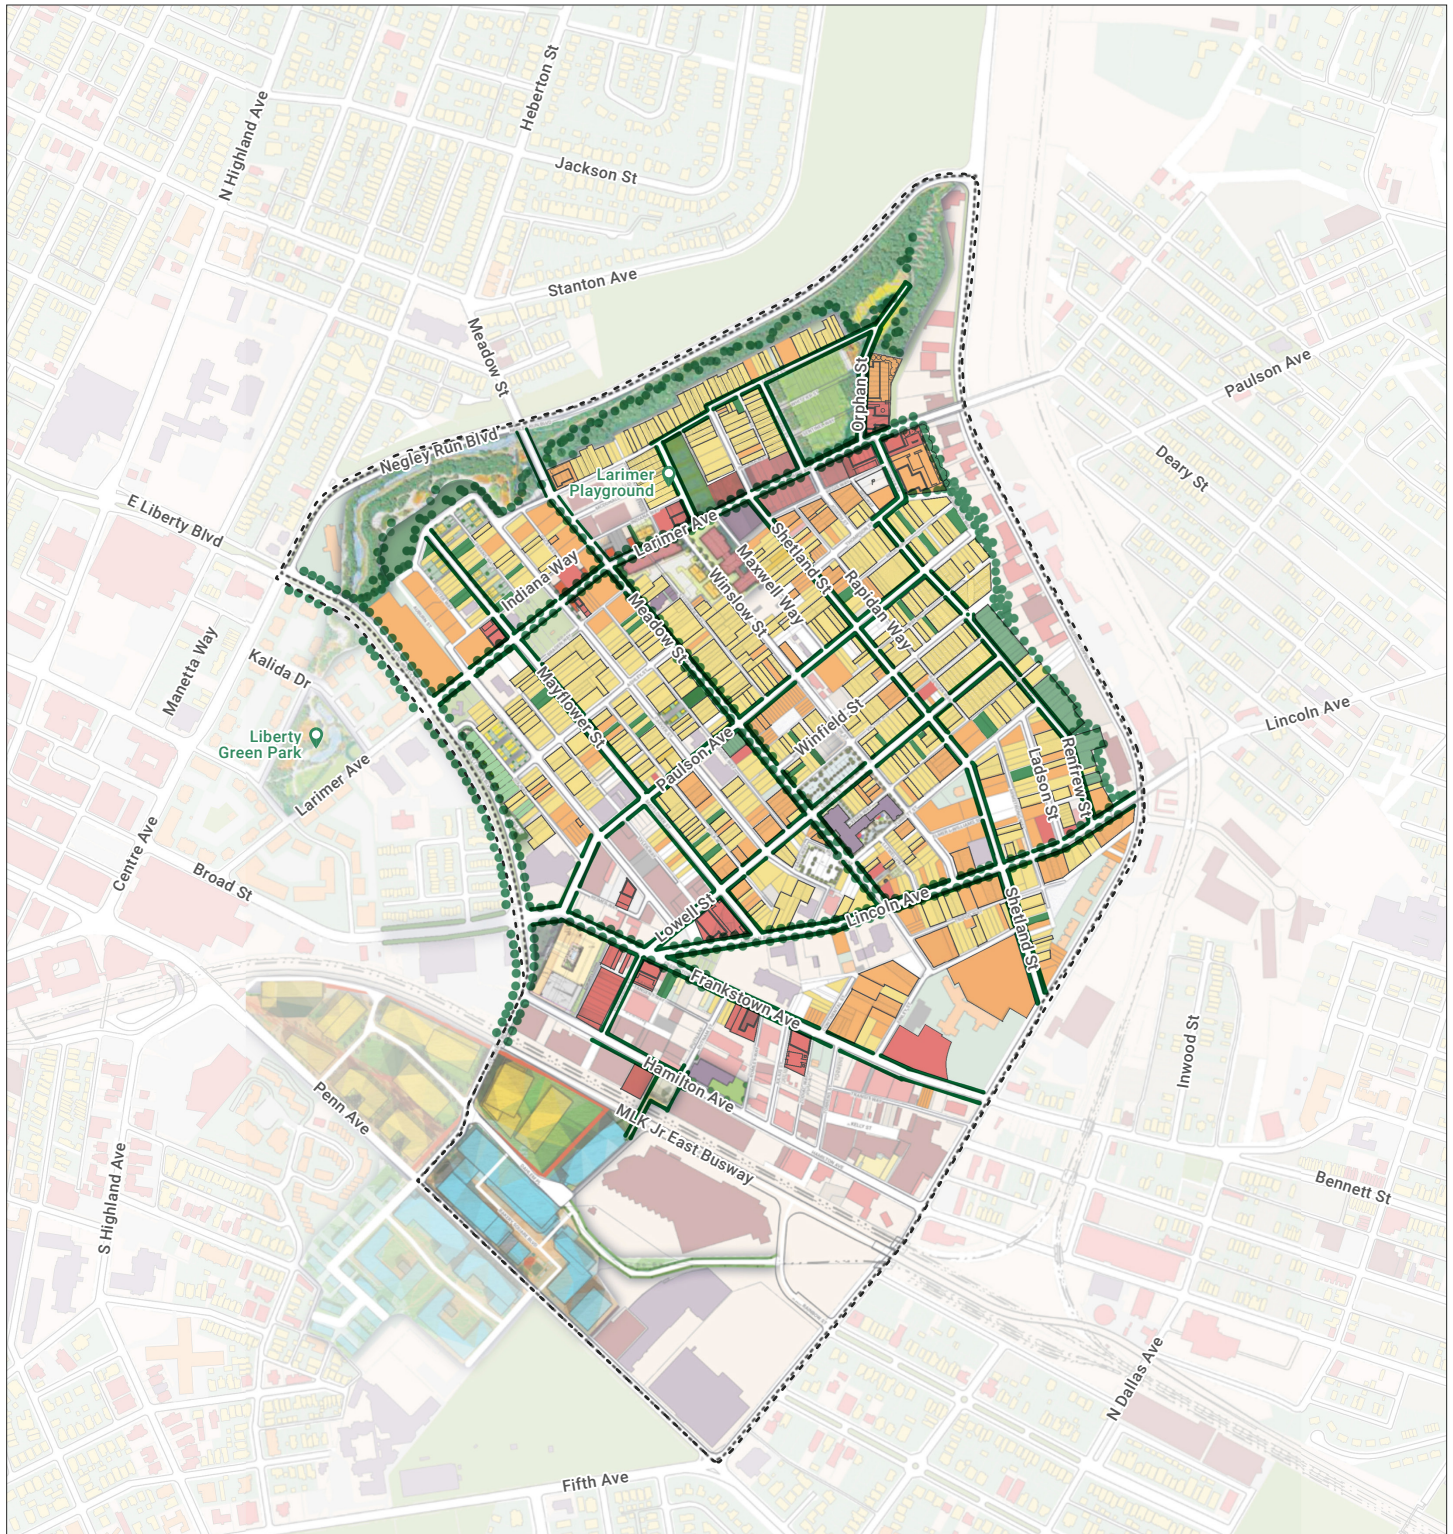 Heberton St
N Highland Ave
Jackson St
Stanton Ave
Meadow St
Paulson Ave
Orphan St
Negley Run Blvd
Deary St
Larimer
Playground
E Liberty Blvd
Larimer Ave
Shetland St
Maxwell Way
Indiana Way
Rapidan Way
Winslow St
Meadow St
Manetta Way
Kalida Dr
Mayflower St
Winfield St
Lincoln Ave
Liberty
Green Park
Paulson Ave
Larimer Ave
Ladson St
Renfrew St
Centre Ave
Broad St
Lincoln Ave
Lowell St
Shetland St
Frankstown Ave
Inwood St
Hamilton Ave
Penn Ave
MLK Jr East Busway
KELLY ST
S Highland Ave
Bennett St
N Dallas Ave
Fifth Ave